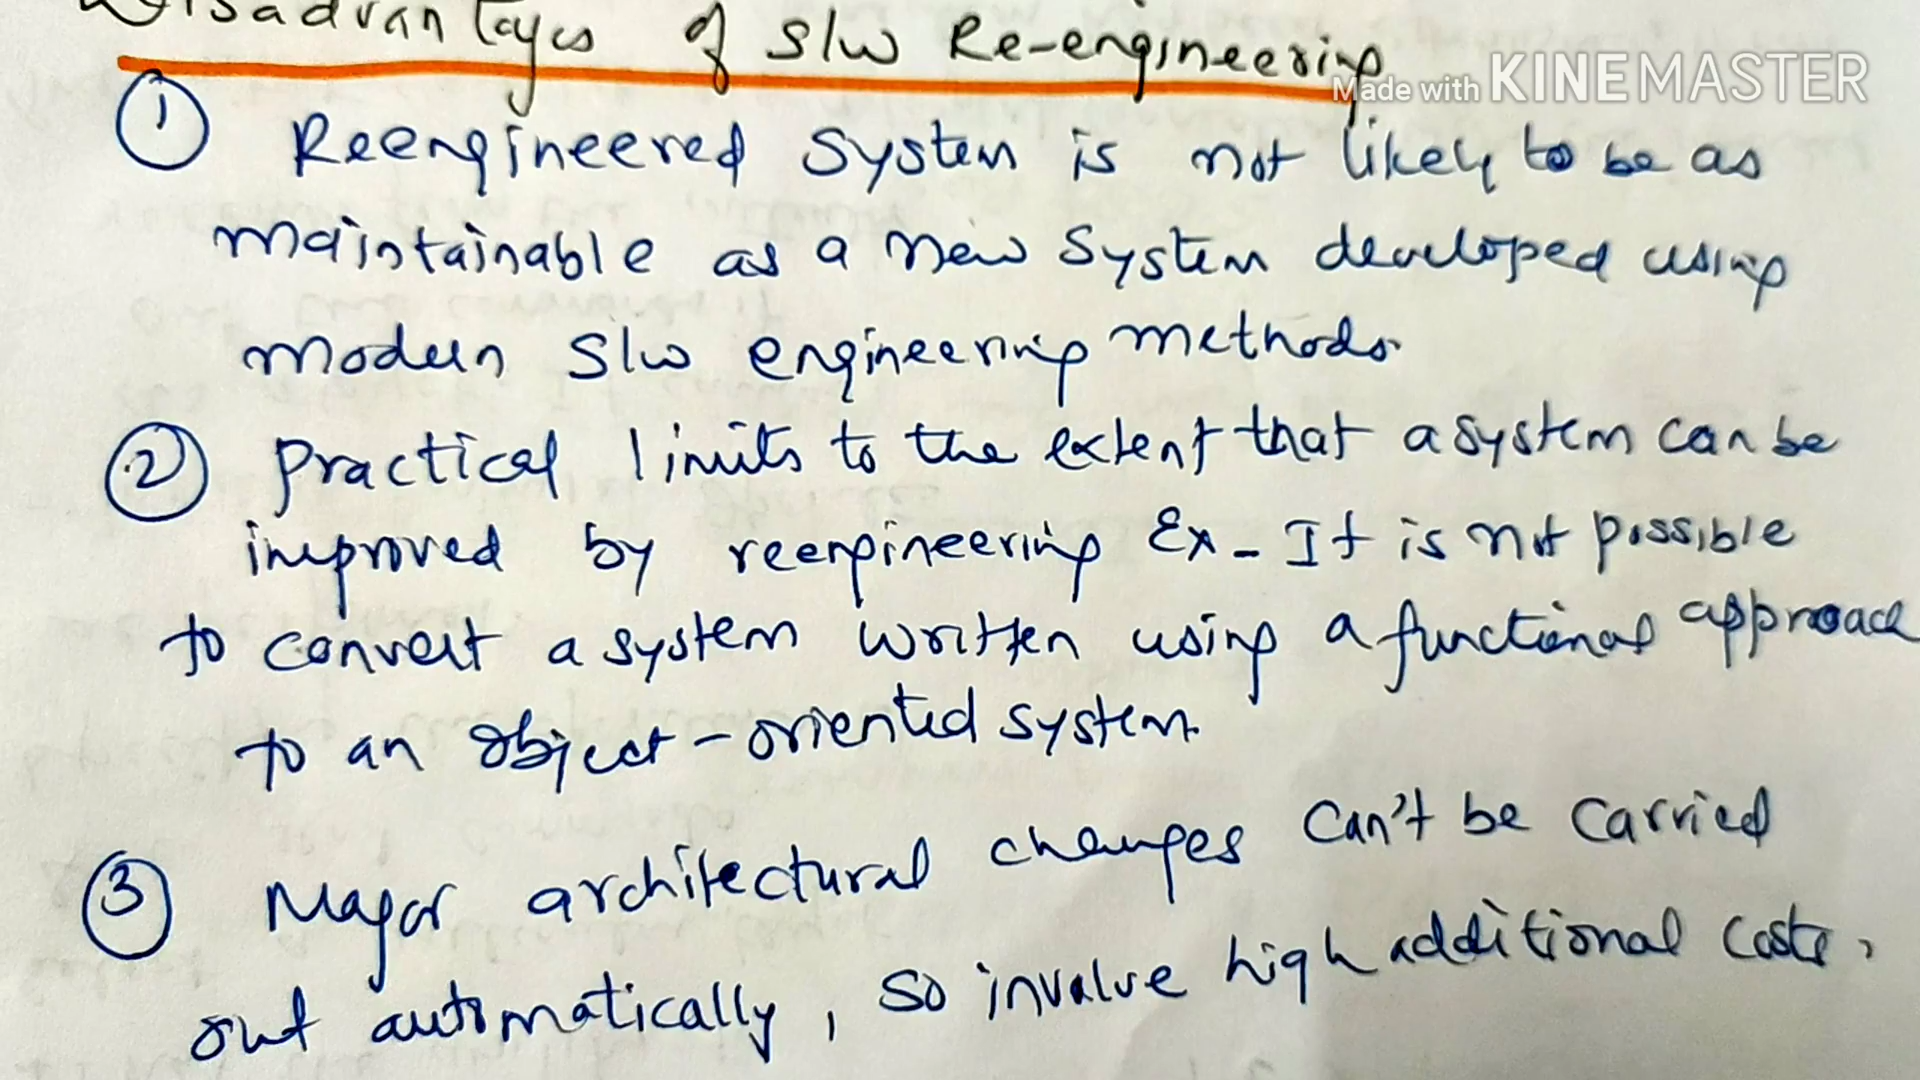 Disadvantages of S/w Re-engineering
Made with KINEMASTER
1 Reengineered System is not likely to be as
maintainable as a new System developed using
modern S/w engineering methods.
2 Practical limits to the extent that a system can be
improved by reengineering Ex - It is not possible
to convert a system written using a functional approach
to an object-oriented system.
3 Major architectural changes can't be carried
out automatically, so involve high additional costs.